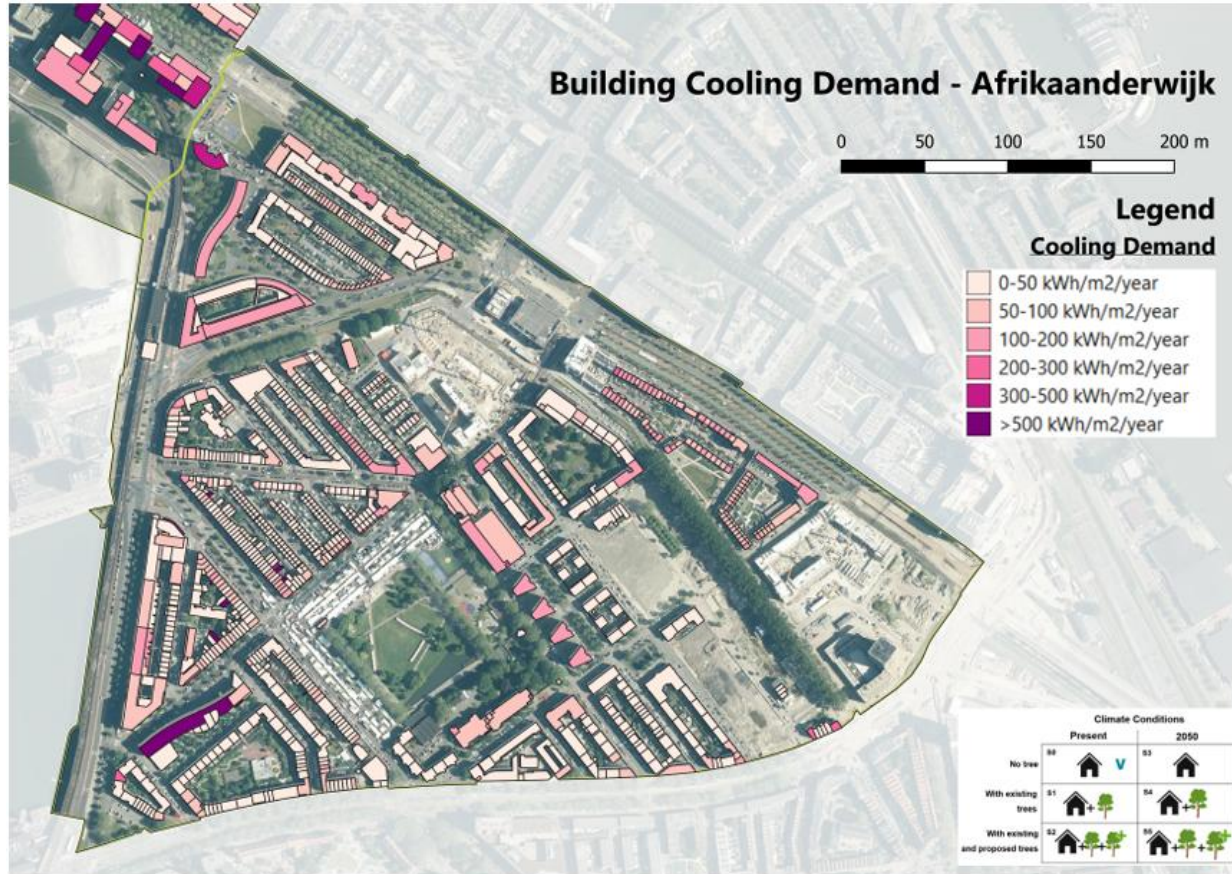 Building Cooling Demand - Afrikaanderwijk
0 50 100 150 200 m
Legend
Cooling Demand
0-50 kWh/m2/year
50-100 kWh/m2/year
100-200 kWh/m2/year
200-300 kWh/m2/year
300-500 kWh/m2/year
>500 kWh/m2/year
Climate Conditions
Present 2050
S0 S3
No tree V
S1 S4
With existing
trees + +
S2 S5
With existing
and proposed trees + + + +